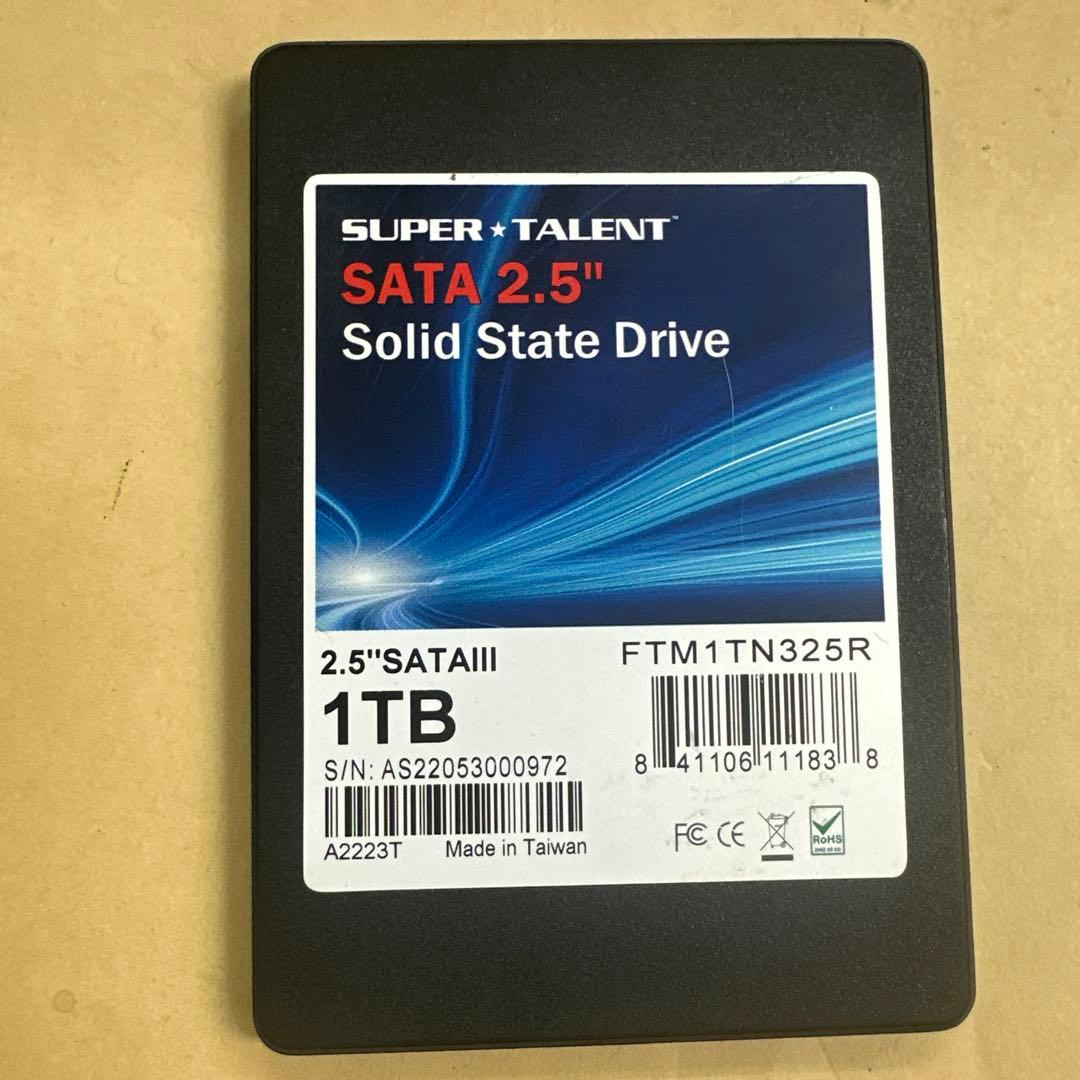 SUPER★TALENT™
SATA 2.5"
Solid State Drive
2.5"SATAIII
FTM1TN325R
1TB
8 41106 11183 8
S/N: AS22053000972
A2223T Made in Taiwan
FC CE
RoHS